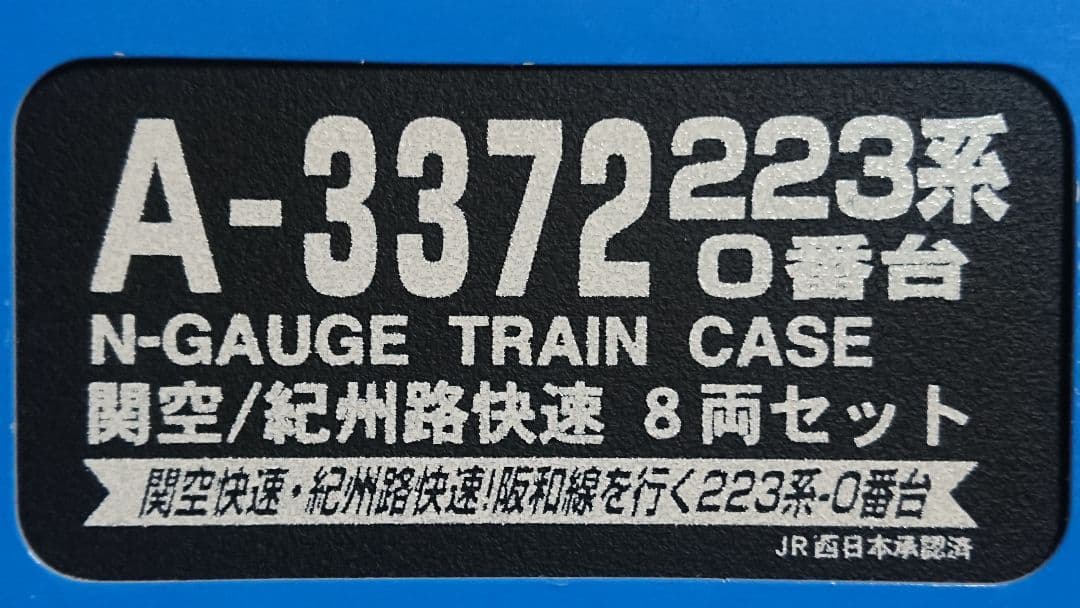 A-3372 223系
0番台
N-GAUGE TRAIN CASE
関空/紀州路快速 8両セット
関空快速・紀州路快速!阪和線を行く223系-0番台
JR西日本承認済